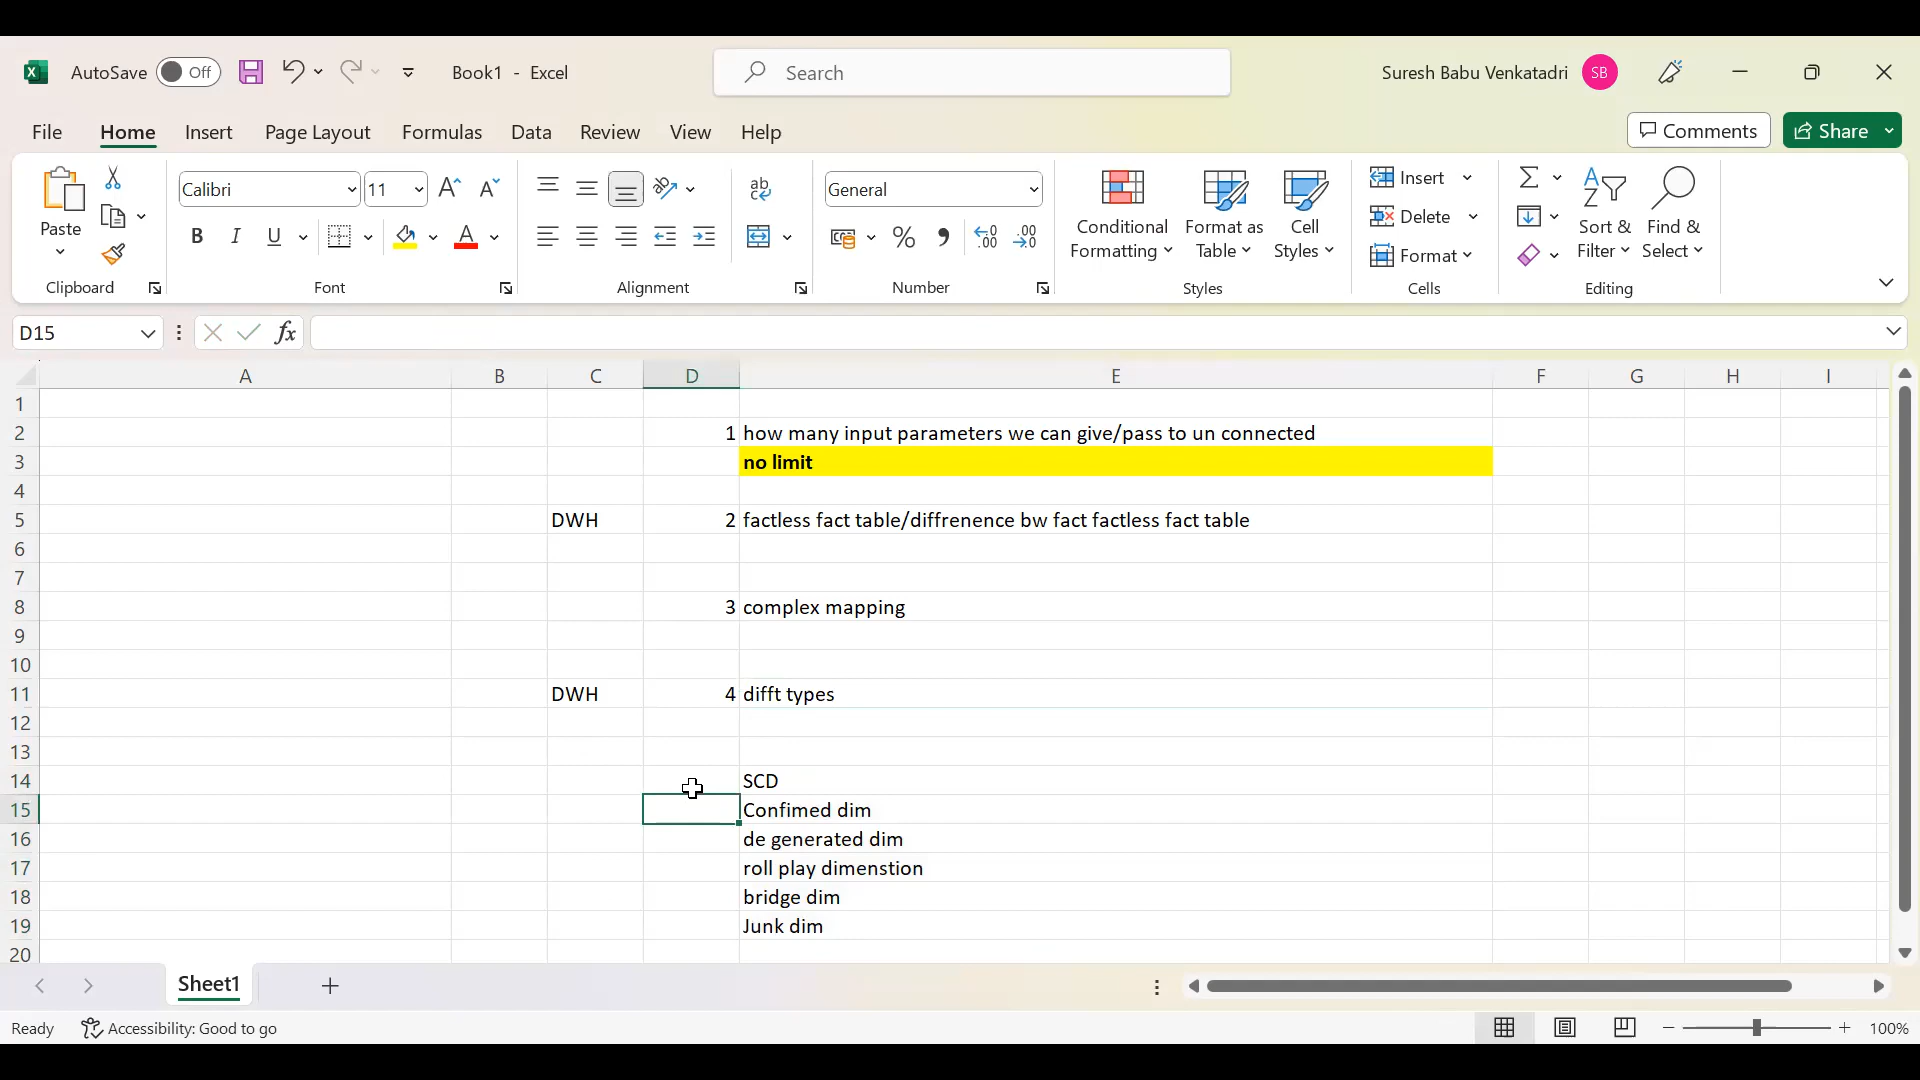 AutoSave Off Book1 - Excel Search Suresh Babu Venkatadri SB
File Home Insert Page Layout Formulas Data Review View Help Comments Share
Calibri 11 General
Paste
B I U
Conditional Formatting
Format as Table
Cell Styles
Insert
Delete
Format
Sort & Filter
Find & Select
Clipboard Font Alignment Number Styles Cells Editing
D15 fx
A B C D E F G H I
1
2 1 how many input parameters we can give/pass to un connected
3 no limit
4
5 DWH 2 factless fact table/diffrenence bw fact factless fact table
6
7
8 3 complex mapping
9
10
11 DWH 4 difft types
12
13
14 SCD
15 Confimed dim
16 de generated dim
17 roll play dimenstion
18 bridge dim
19 Junk dim
20
Sheet1
Ready Accessibility: Good to go 100%